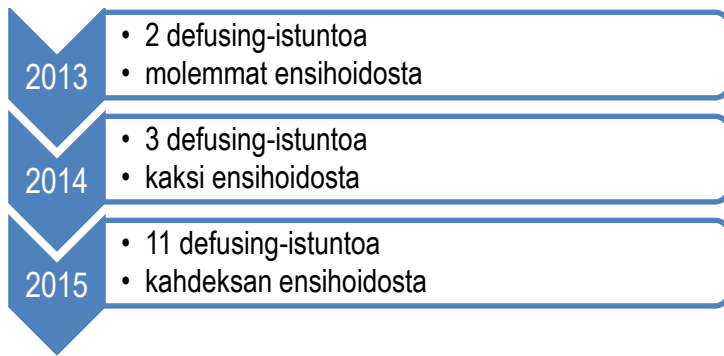 2013
• 2 defusing-istuntoa
• molemmat ensihoidosta
2014
• 3 defusing-istuntoa
• kaksi ensihoidosta
2015
• 11 defusing-istuntoa
• kahdeksan ensihoidosta